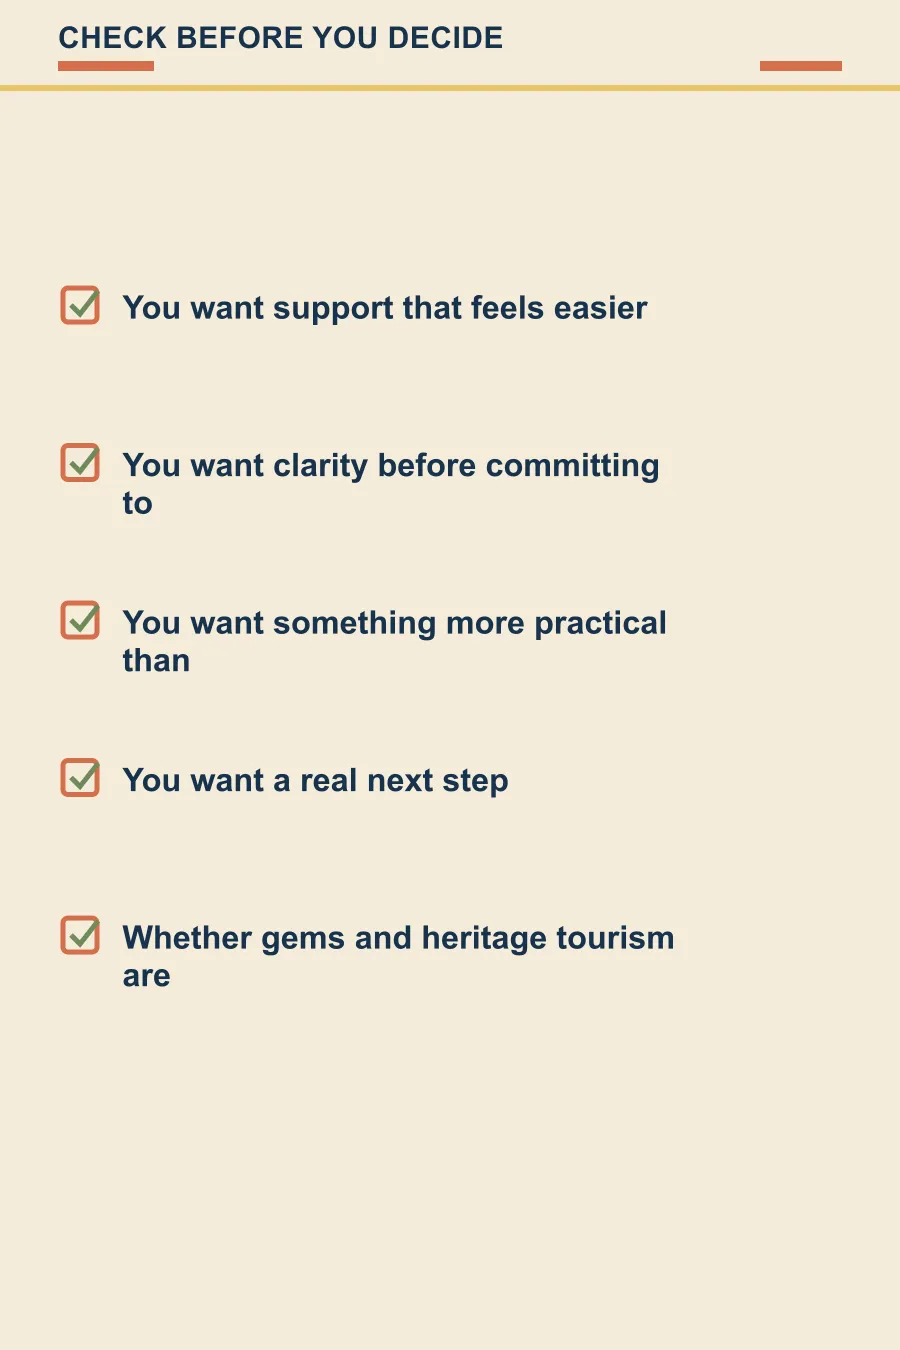 CHECK BEFORE YOU DECIDE
You want support that feels easier
You want clarity before committing
to
You want something more practical
than
You want a real next step
Whether gems and heritage tourism
are